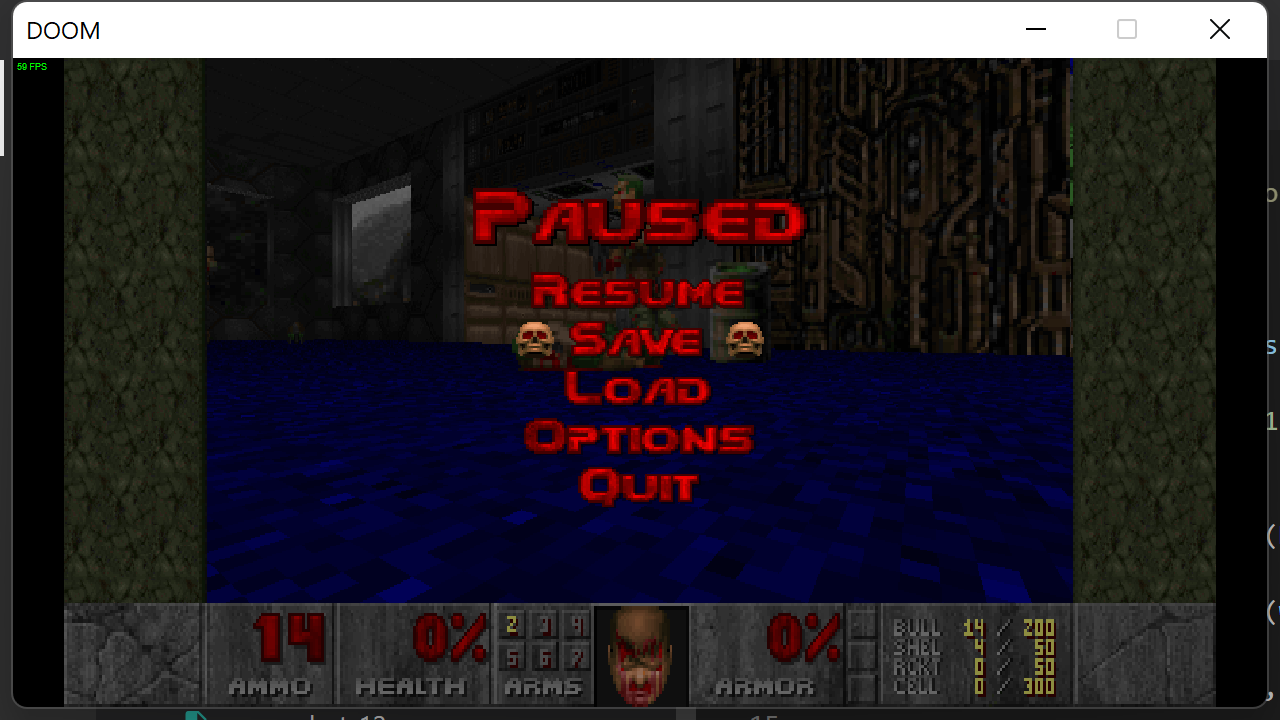 DOOM
59 FPS
PAUSED
RESUME
SAVE
LOAD
OPTIONS
QUIT
14 0% 2 3 4 0%
5 6 7
AMMO HEALTH ARMS ARMOR
BULL 14 / 200
SHEL 4 / 50
RCKT 0 / 50
CELL 0 / 300